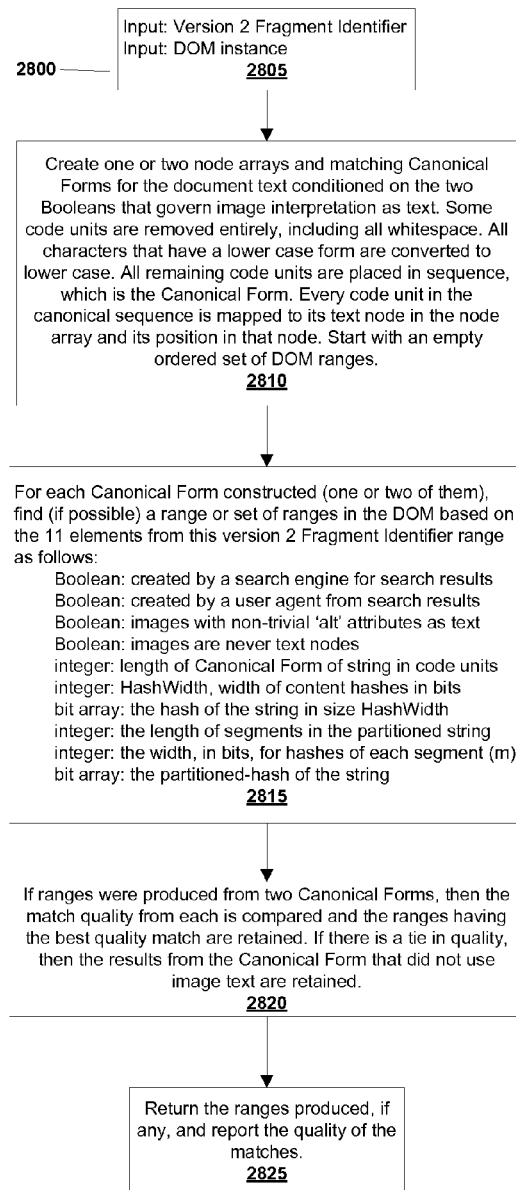 Input: Version 2 Fragment Identifier
Input: DOM instance
2800
2805
Create one or two node arrays and matching Canonical
Forms for the document text conditioned on the two
Booleans that govern image interpretation as text. Some
code units are removed entirely, including all whitespace. All
characters that have a lower case form are converted to
lower case. All remaining code units are placed in sequence,
which is the Canonical Form. Every code unit in the
canonical sequence is mapped to its text node in the node
array and its position in that node. Start with an empty
ordered set of DOM ranges.
2810
For each Canonical Form constructed (one or two of them),
find (if possible) a range or set of ranges in the DOM based on
the 11 elements from this version 2 Fragment Identifier range
as follows:
Boolean: created by a search engine for search results
Boolean: created by a user agent from search results
Boolean: images with non-trivial ‘alt’ attributes as text
Boolean: images are never text nodes
integer: length of Canonical Form of string in code units
integer: HashWidth, width of content hashes in bits
bit array: the hash of the string in size HashWidth
integer: the length of segments in the partitioned string
integer: the width, in bits, for hashes of each segment (m)
bit array: the partitioned-hash of the string
2815
If ranges were produced from two Canonical Forms, then the
match quality from each is compared and the ranges having
the best quality match are retained. If there is a tie in quality,
then the results from the Canonical Form that did not use
image text are retained.
2820
Return the ranges produced, if
any, and report the quality of the
matches.
2825